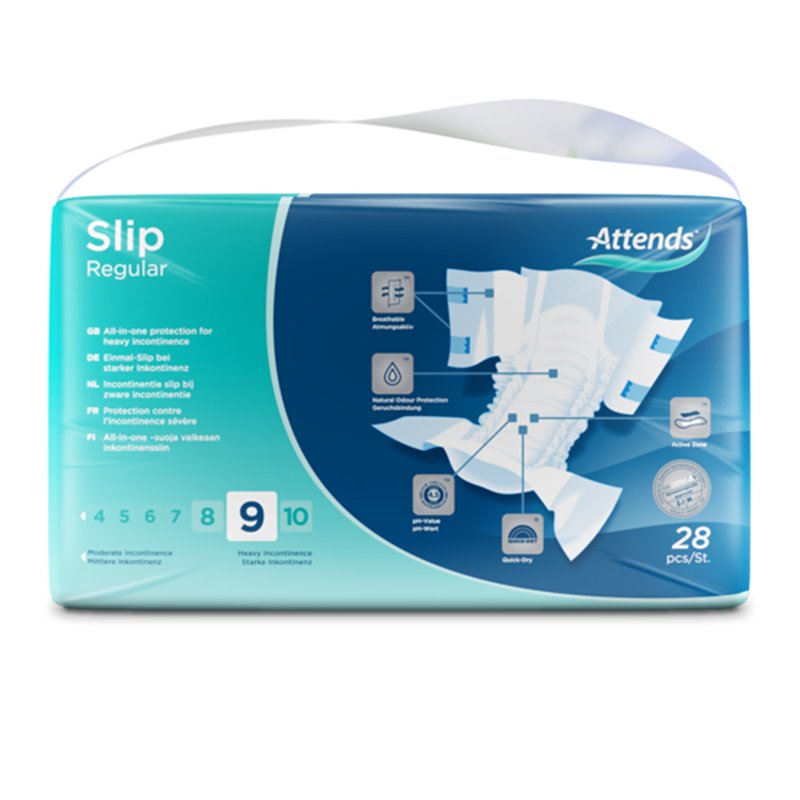 Slip
Regular
Attends
GB All-in-one protection for
heavy incontinence
DE Einmal-Slip bei
starker Inkontinenz
NL Incontinentie slip bij
zware incontinentie
FR Protection contre
l'incontinence sévère
FI All-in-one -suoja vaikeaan
inkontinenssiin
4 5 6 7 8 9 10
Moderate Incontinence
Mittlere Inkontinenz
Heavy Incontinence
Starke Inkontinenz
Breathable
Atmungsaktiv
Natural Odour Protection
Geruchsbindung
Active Zone
pH-Value
pH-Wert
QUICK-DRY
Quick-Dry
28
pcs/St.